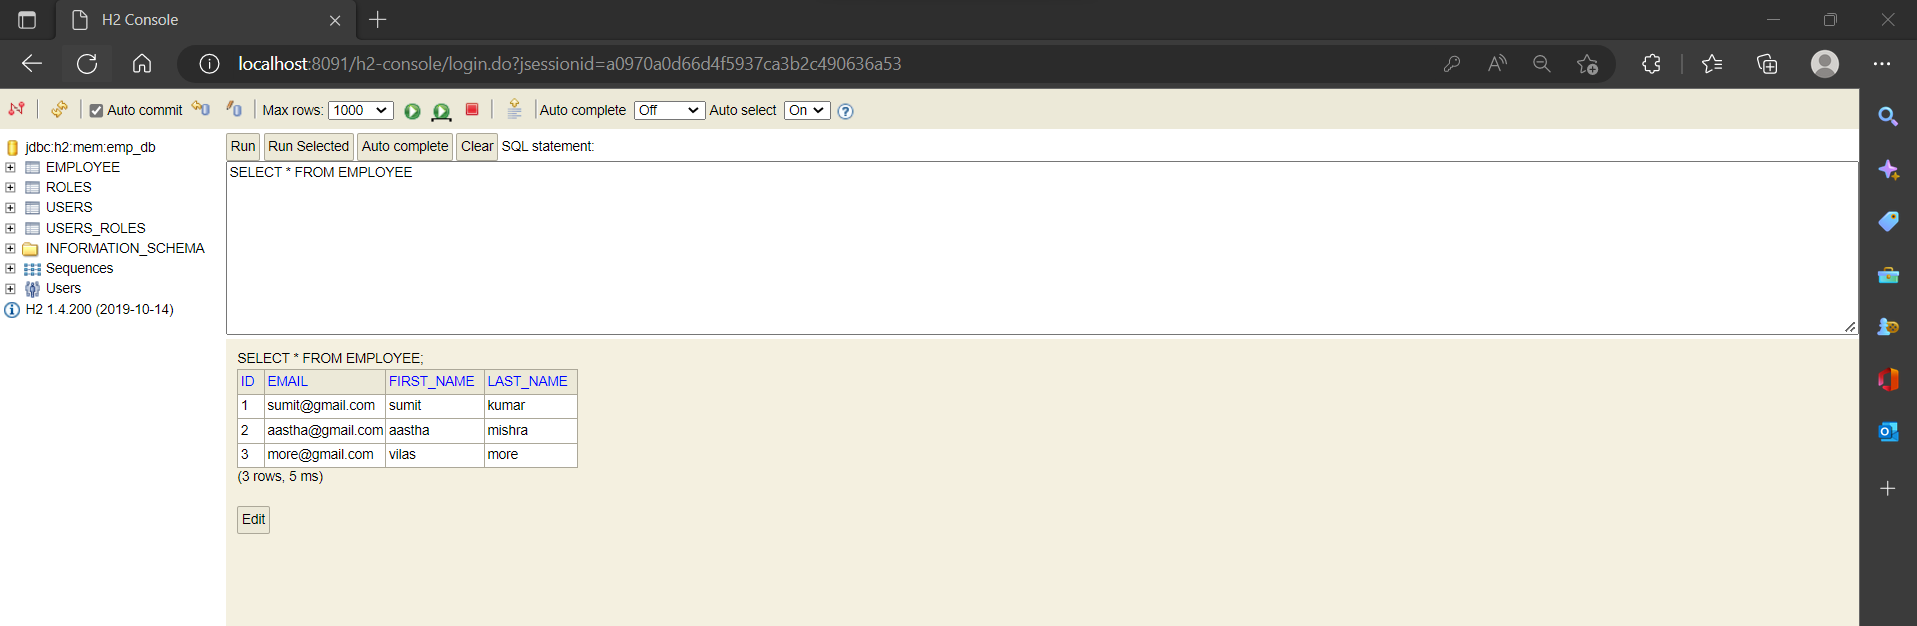 H2 Console
localhost:8091/h2-console/login.do?jsessionid=a0970a0d66d4f5937ca3b2c490636a53
Auto commit Max rows: 1000 Auto complete Off Auto select On ?
jdbc:h2:mem:emp_db
EMPLOYEE
ROLES
USERS
USERS_ROLES
INFORMATION_SCHEMA
Sequences
Users
H2 1.4.200 (2019-10-14)
Run Run Selected Auto complete Clear SQL statement:
SELECT * FROM EMPLOYEE
SELECT * FROM EMPLOYEE;
ID EMAIL FIRST_NAME LAST_NAME
1 sumit@gmail.com sumit kumar
2 aastha@gmail.com aastha mishra
3 more@gmail.com vilas more
(3 rows, 5 ms)
Edit